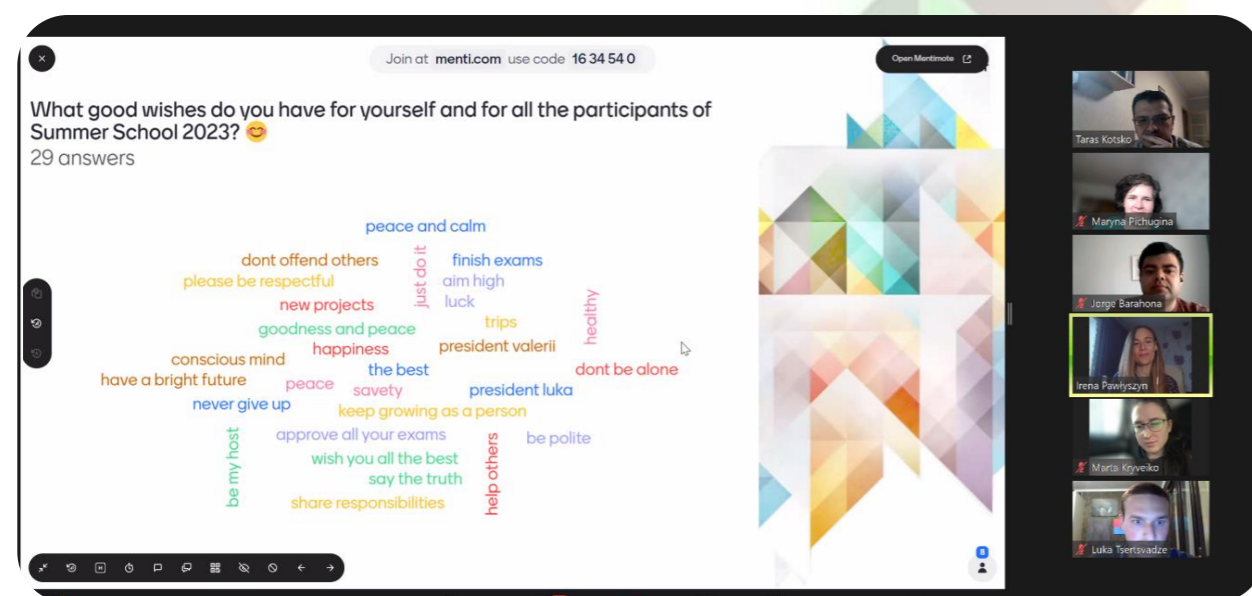 Join at menti.com use code 16 34 54 0
Open Mentimote
What good wishes do you have for yourself and for all the participants of
Summer School 2023? 😊
29 answers
peace and calm
dont offend others
just do it
finish exams
please be respectful
aim high
new projects
luck
healthy
goodness and peace
trips
happiness
president valerii
conscious mind
the best
dont be alone
have a bright future
peace
savety
president luka
never give up
keep growing as a person
be my host
approve all your exams
help others
be polite
wish you all the best
say the truth
share responsibilities
8
Taras Kotsko
Maryna Pichugina
Jorge Barahona
Irena Pawłyszyn
Marta Kryveiko
Luka Tsertsvadze